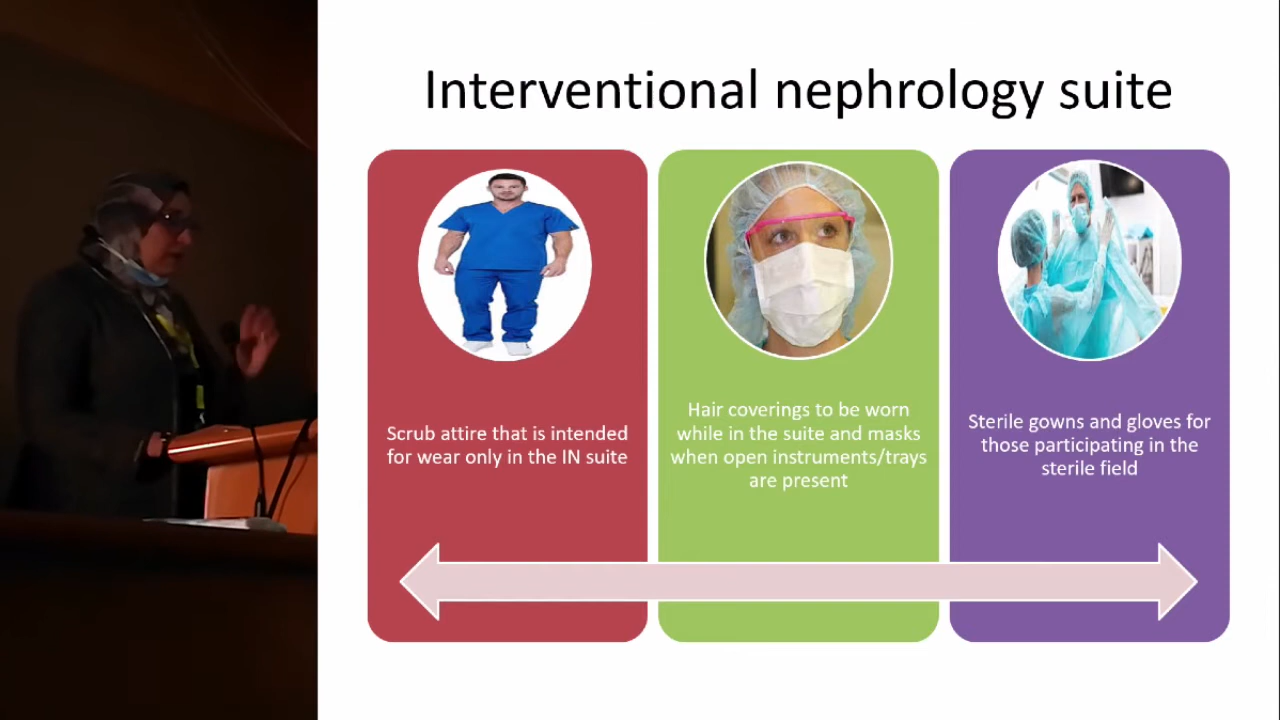 Interventional nephrology suite
Scrub attire that is intended
for wear only in the IN suite
Hair coverings to be worn
while in the suite and masks
when open instruments/trays
are present
Sterile gowns and gloves for
those participating in the
sterile field